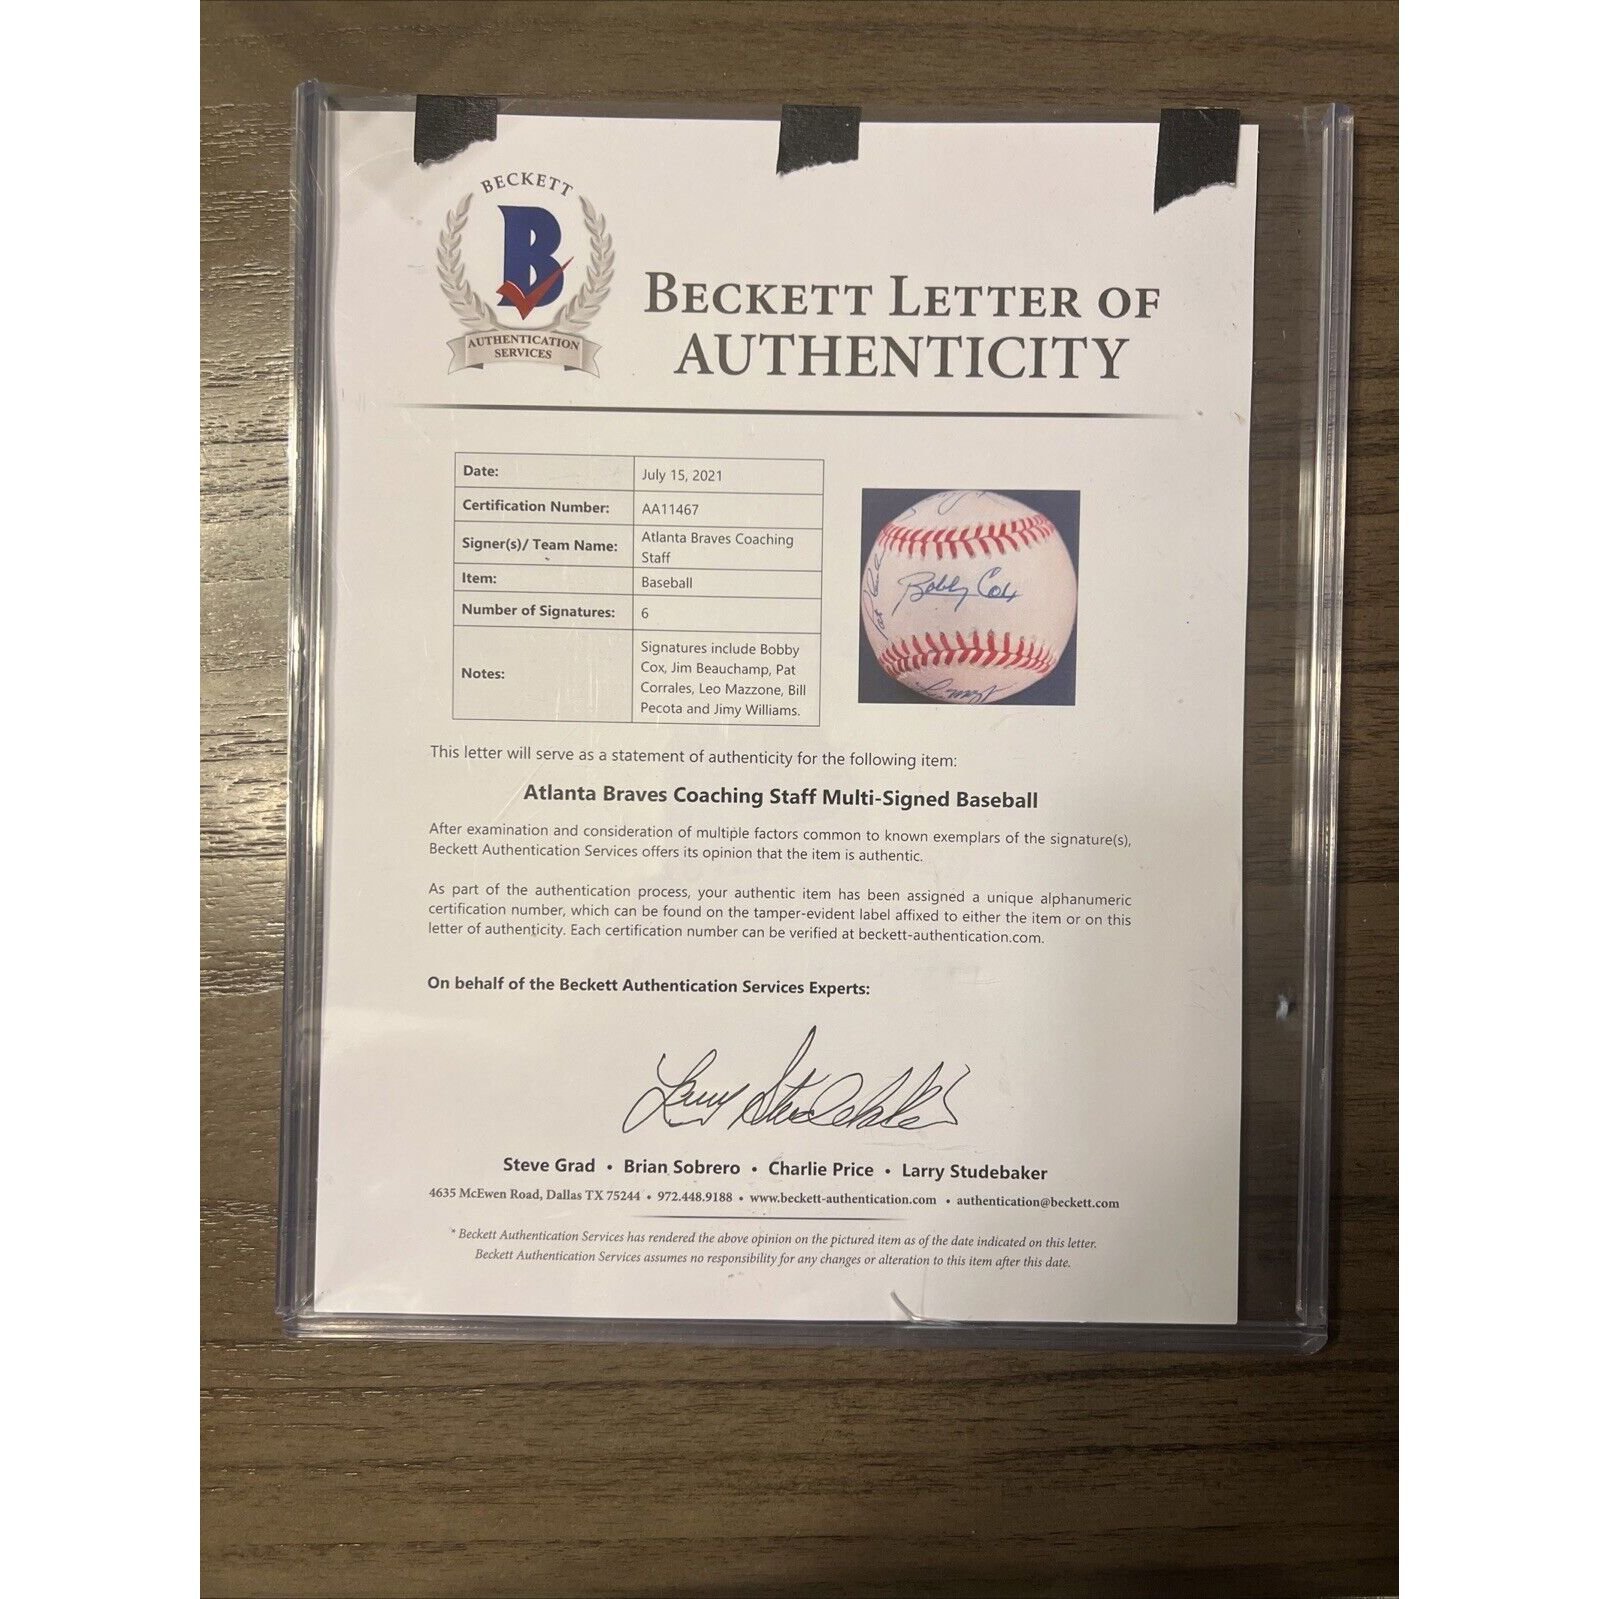 BECKETT
B
AUTHENTICATION
SERVICES
BECKETT LETTER OF
AUTHENTICITY
Date: July 15, 2021
Certification Number: AA11467
Signer(s)/ Team Name: Atlanta Braves Coaching
Staff
Item: Baseball
Number of Signatures: 6
Notes: Signatures include Bobby
Cox, Jim Beauchamp, Pat
Corrales, Leo Mazzone, Bill
Pecota and Jimy Williams.
Bobby Cox
This letter will serve as a statement of authenticity for the following item:
Atlanta Braves Coaching Staff Multi-Signed Baseball
After examination and consideration of multiple factors common to known exemplars of the signature(s),
Beckett Authentication Services offers its opinion that the item is authentic.
As part of the authentication process, your authentic item has been assigned a unique alphanumeric
certification number, which can be found on the tamper-evident label affixed to either the item or on this
letter of authenticity. Each certification number can be verified at beckett-authentication.com.
On behalf of the Beckett Authentication Services Experts:
Larry Studebaker
Steve Grad • Brian Sobrero • Charlie Price • Larry Studebaker
4635 McEwen Road, Dallas TX 75244 • 972.448.9188 • www.beckett-authentication.com • authentication@beckett.com
* Beckett Authentication Services has rendered the above opinion on the pictured item as of the date indicated on this letter.
Beckett Authentication Services assumes no responsibility for any changes or alteration to this item after this date.